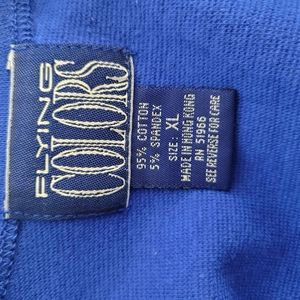 FLYING
COLORS
95% COTTON
5% SPANDEX
SIZE: XL
MADE IN HONG KONG
RN 51966
SEE REVERSE FOR CARE